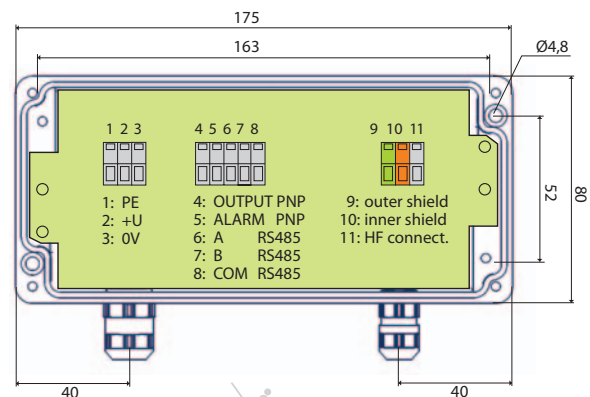 175
163
Ø4,8
1 2 3
4 5 6 7 8
9 10 11
1: PE
2: +U
3: 0V
4: OUTPUT PNP
5: ALARM PNP
6: A RS485
7: B RS485
8: COM RS485
9: outer shield
10: inner shield
11: HF connect.
52
80
40
40